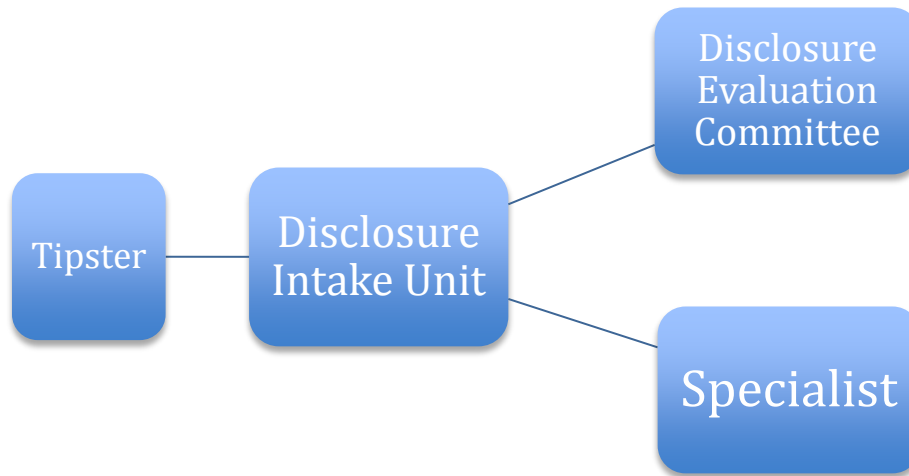 Tipster
Disclosure
Intake Unit
Disclosure
Evaluation
Committee
Specialist